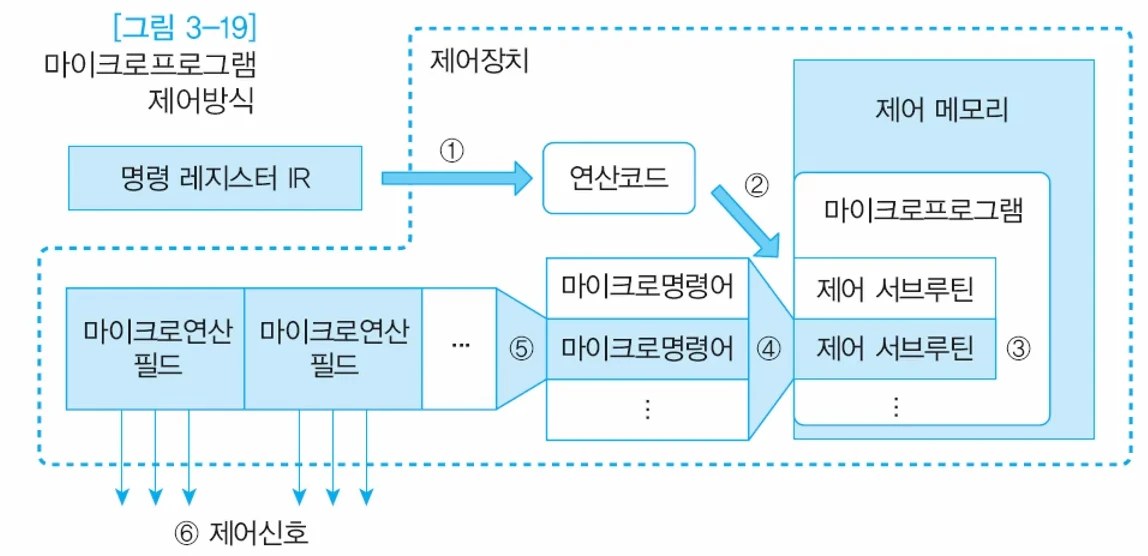 [그림 3-19]
마이크로프로그램
제어방식
제어장치
제어 메모리
명령 레지스터 IR
①
연산코드
②
마이크로프로그램
마이크로명령어
제어 서브루틴
마이크로연산
필드
마이크로연산
필드
…
⑤
마이크로명령어
④
제어 서브루틴
③
⋮
⋮
⑥ 제어신호